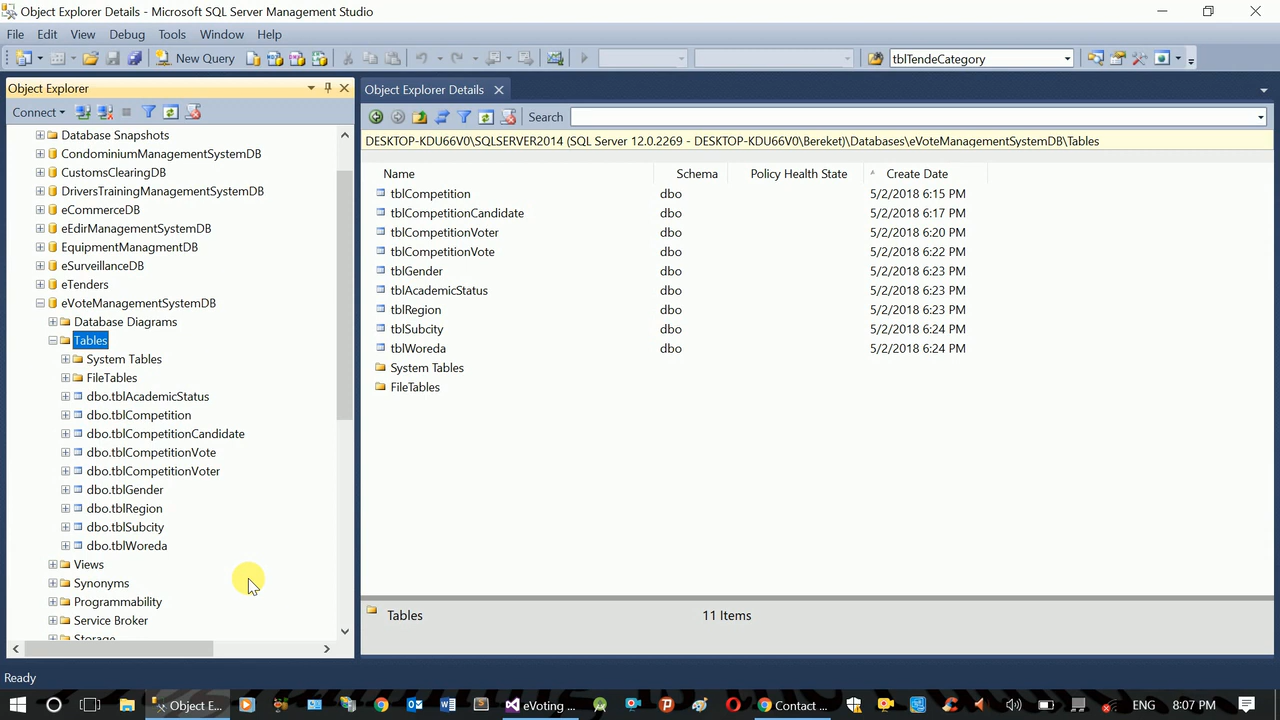 Object Explorer Details - Microsoft SQL Server Management Studio
File Edit View Debug Tools Window Help
New Query
tblTendeCategory
Object Explorer
Connect
Database Snapshots
CondominiumManagementSystemDB
CustomsClearingDB
DriversTrainingManagementSystemDB
eCommerceDB
eEdirManagementSystemDB
EquipmentManagmentDB
eSurveillanceDB
eTenders
eVoteManagementSystemDB
Database Diagrams
Tables
System Tables
FileTables
dbo.tblAcademicStatus
dbo.tblCompetition
dbo.tblCompetitionCandidate
dbo.tblCompetitionVote
dbo.tblCompetitionVoter
dbo.tblGender
dbo.tblRegion
dbo.tblSubcity
dbo.tblWoreda
Views
Synonyms
Programmability
Service Broker
Storage
Object Explorer Details
Search
DESKTOP-KDU66V0\SQLSERVER2014 (SQL Server 12.0.2269 - DESKTOP-KDU66V0\Bereket)\Databases\eVoteManagementSystemDB\Tables
Name Schema Policy Health State Create Date
tblCompetition dbo 5/2/2018 6:15 PM
tblCompetitionCandidate dbo 5/2/2018 6:17 PM
tblCompetitionVoter dbo 5/2/2018 6:20 PM
tblCompetitionVote dbo 5/2/2018 6:22 PM
tblGender dbo 5/2/2018 6:23 PM
tblAcademicStatus dbo 5/2/2018 6:23 PM
tblRegion dbo 5/2/2018 6:23 PM
tblSubcity dbo 5/2/2018 6:24 PM
tblWoreda dbo 5/2/2018 6:24 PM
System Tables
FileTables
Tables 11 Items
Ready
Object E... eVoting ... Contact ... ENG 8:07 PM